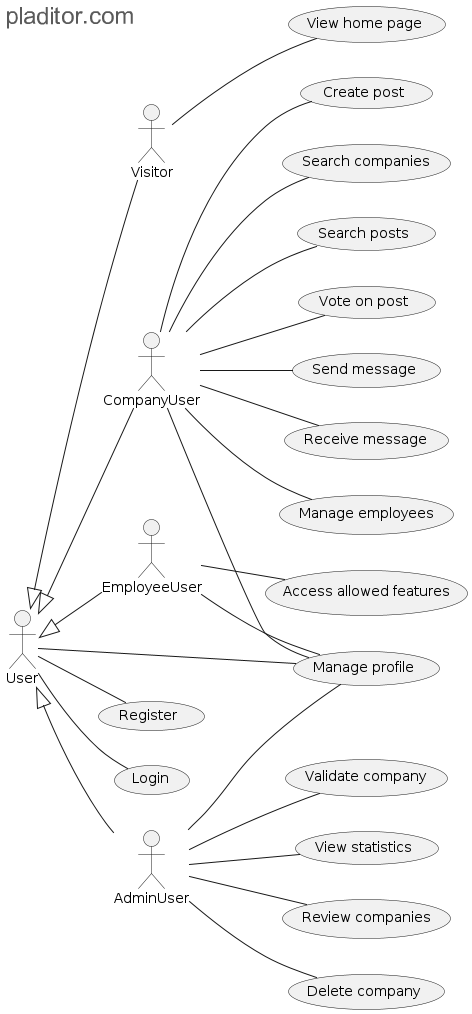 pladitor.com
View home page
Create post
Visitor
Search companies
Search posts
Vote on post
Send message
CompanyUser
Receive message
Manage employees
EmployeeUser
Access allowed features
User
Manage profile
Register
Login
Validate company
View statistics
AdminUser
Review companies
Delete company